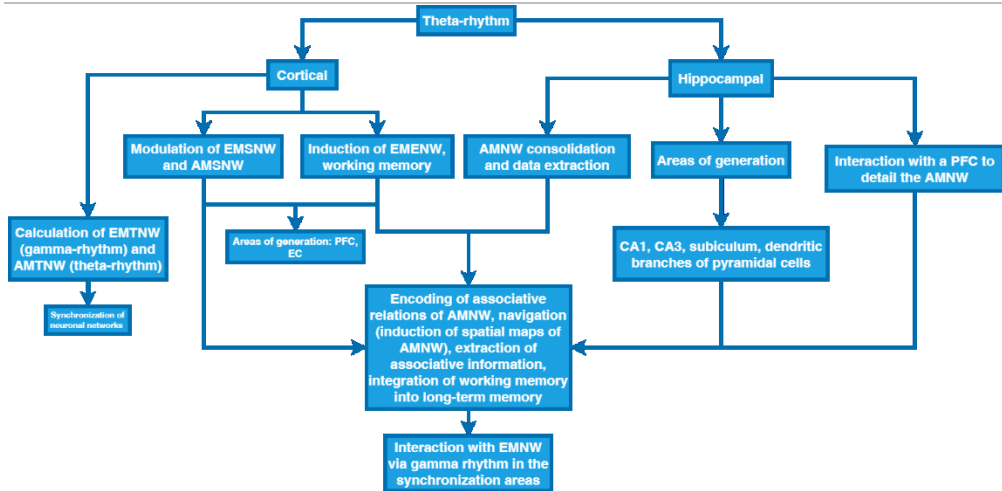 Theta-rhythm
Cortical
Hippocampal
Modulation of EMSNW
and AMSNW
Induction of EMENW,
working memory
AMNW consolidation
and data extraction
Areas of generation
Interaction with a PFC to
detail the AMNW
Calculation of EMTNW
(gamma-rhythm) and
AMTNW (theta-rhythm)
Areas of generation: PFC,
EC
CA1, CA3, subiculum, dendritic
branches of pyramidal cells
Synchronization of
neuronal networks
Encoding of associative
relations of AMNW, navigation
(induction of spatial maps of
AMNW), extraction of
associative information,
integration of working memory
into long-term memory
Interaction with EMNW
via gamma rhythm in the
synchronization areas